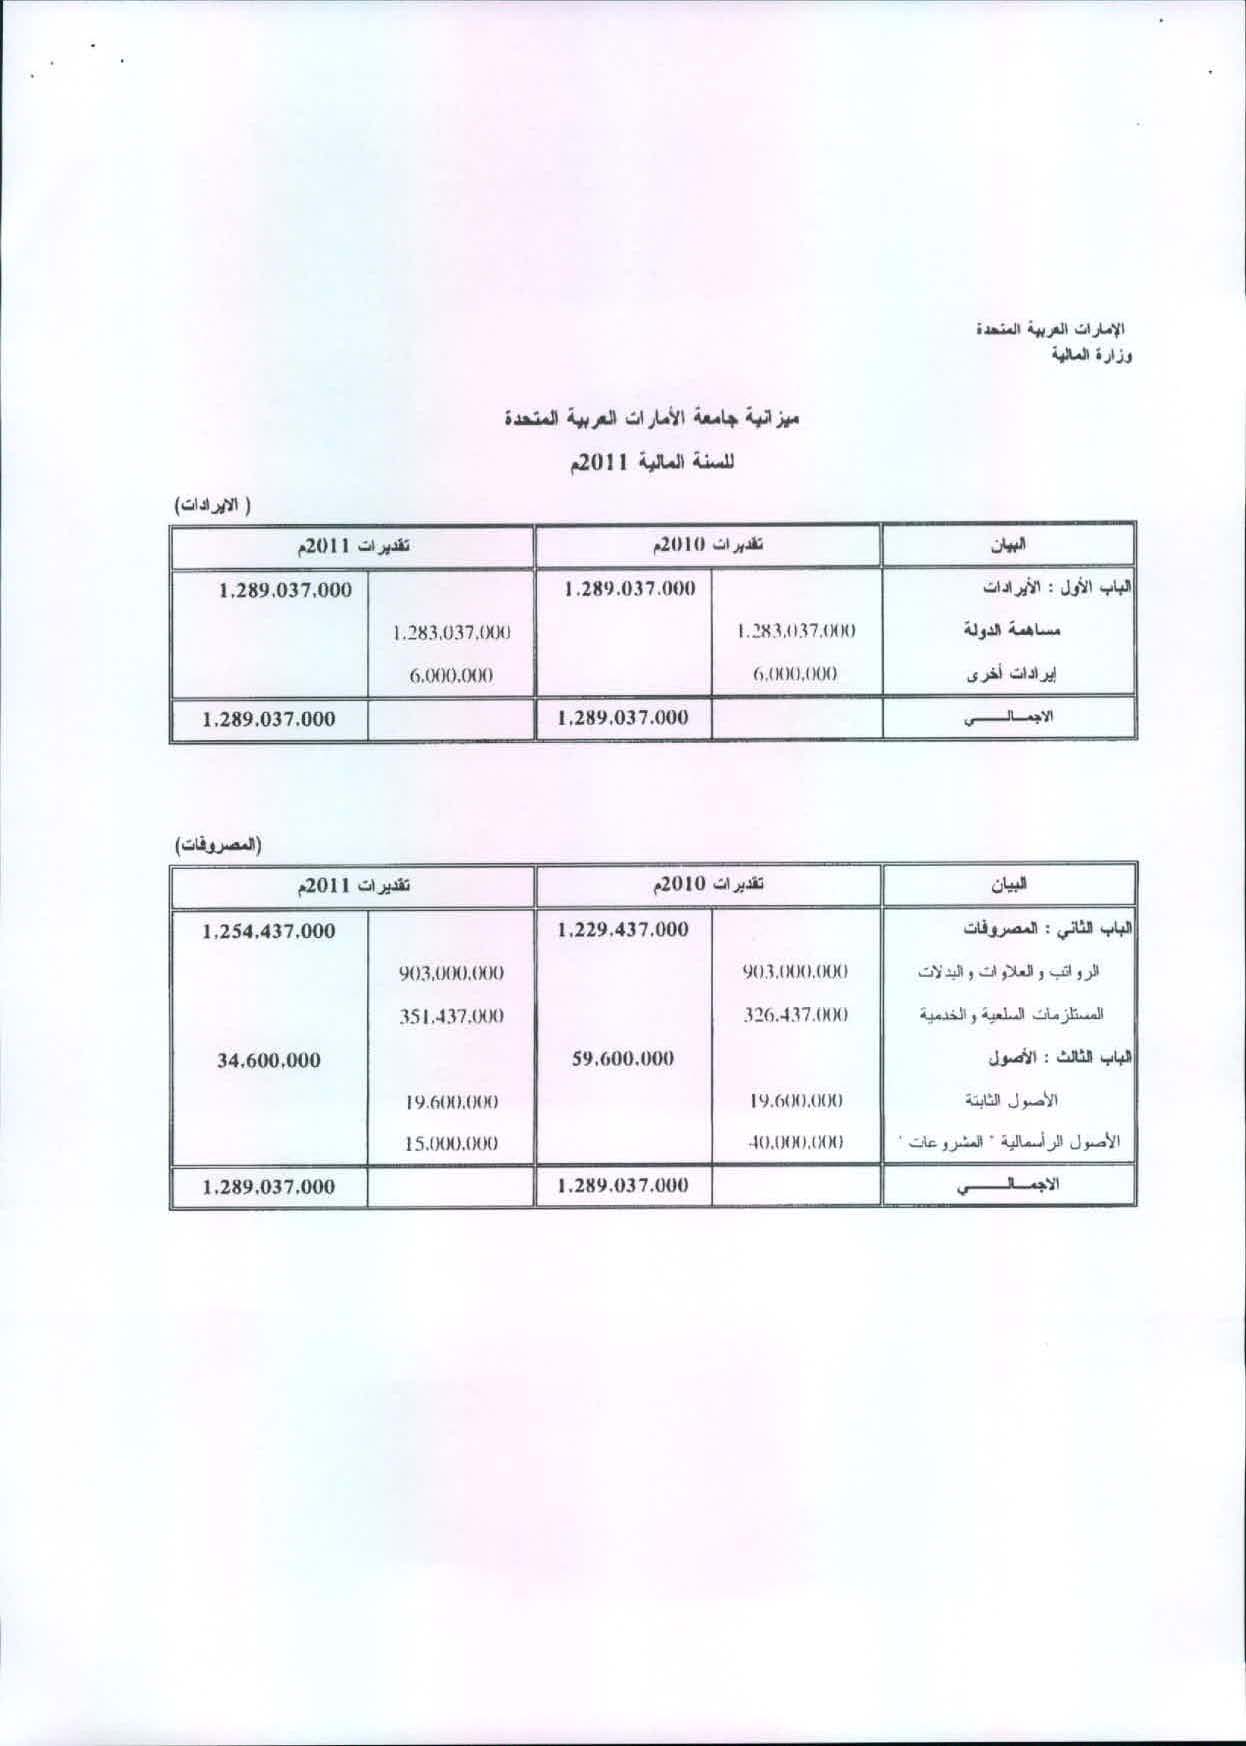 الإمارات العربية المتحدة
وزارة المالية
ميزانية جامعة الأمارات العربية المتحدة
للسنة المالية 2011م
( الايرادات)
البيان تقديرات 2010م تقديرات 2011م
الباب الأول : الأيرادات 1.289.037.000 1.289.037.000
مساهمة الدولة 1.283.037.000 1.283.037.000
إيرادات أخرى 6.000.000 6.000.000
الاجمـالـــــي 1.289.037.000 1.289.037.000
(المصروفات)
البيان تقديرات 2010م تقديرات 2011م
الباب الثاني : المصروفات 1.229.437.000 1.254.437.000
الرواتب والعلاوات والبدلات 903.000.000 903.000.000
المستلزمات السلعية والخدمية 326.437.000 351.437.000
الباب الثالث : الأصول 59.600.000 34.600.000
الأصول الثابتة 19.600.000 19.600.000
الأصول الرأسمالية " المشروعات " 40.000.000 15.000.000
الاجمـالـــــي 1.289.037.000 1.289.037.000